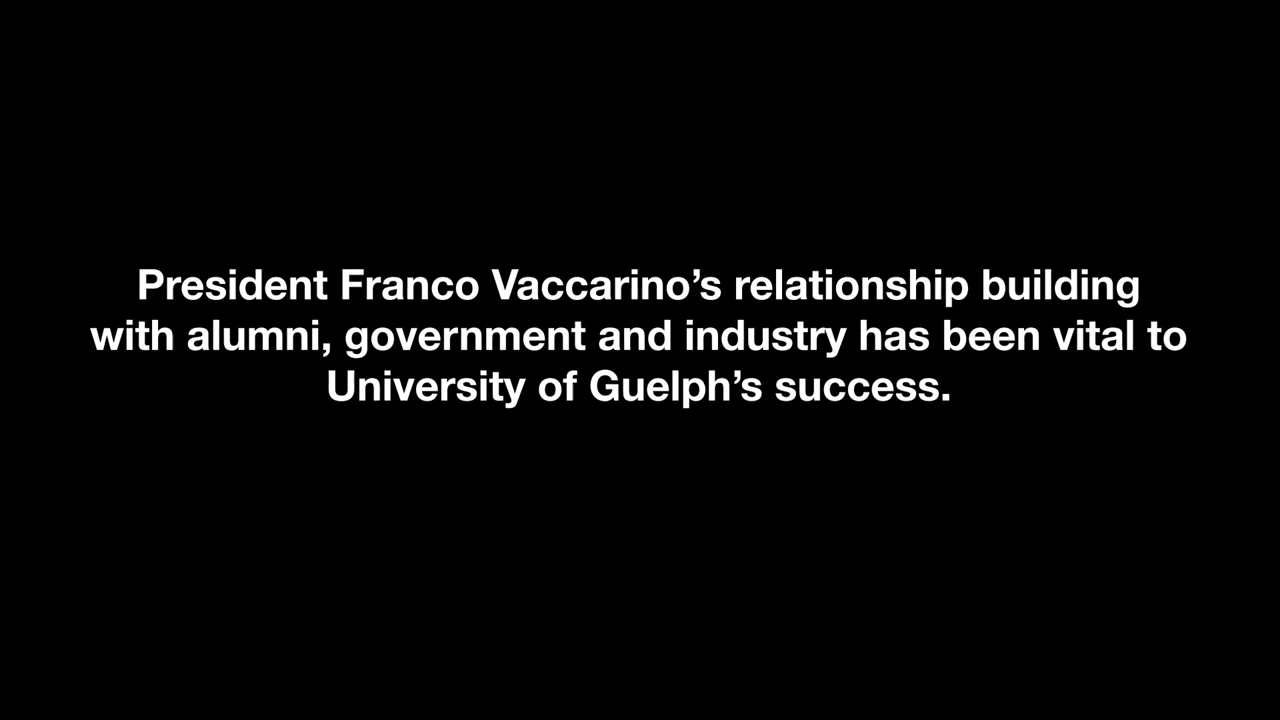 President Franco Vaccarino’s relationship building
with alumni, government and industry has been vital to
University of Guelph’s success.